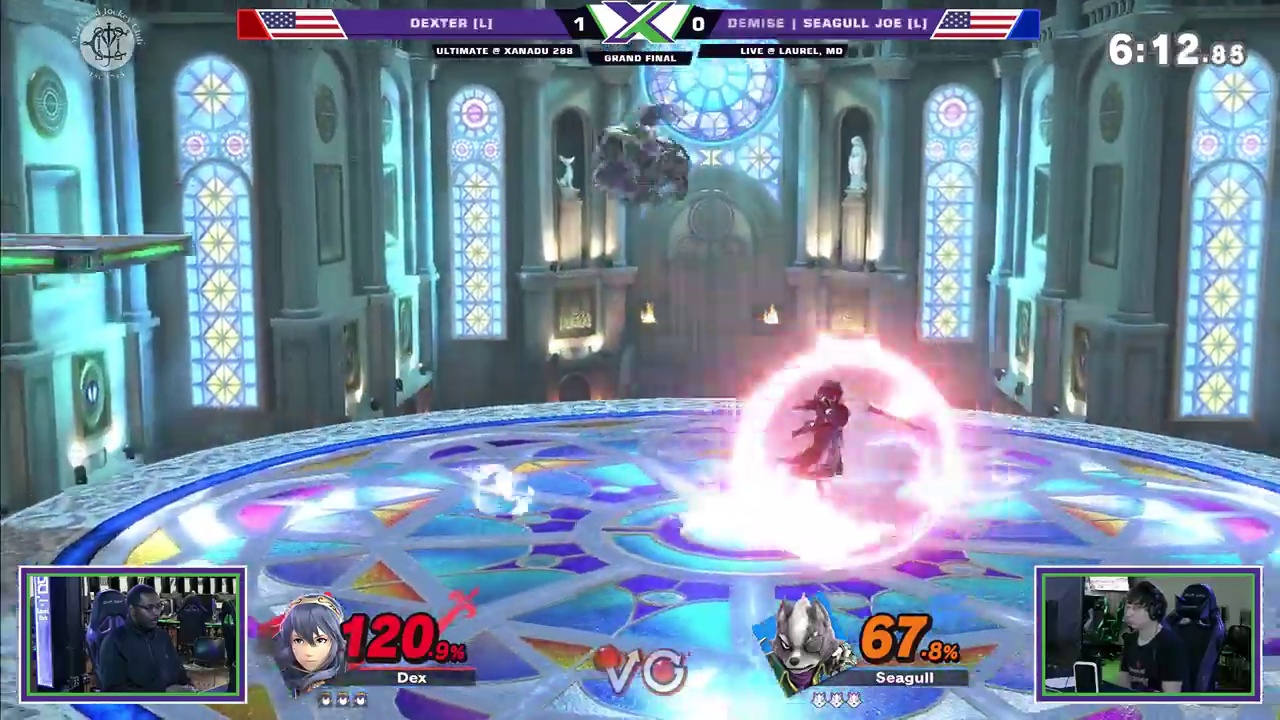 DEXTER [L]
1
0
DEMISE | SEAGULL JOE [L]
ULTIMATE @ XANADU 288
GRAND FINAL
LIVE @ LAUREL, MD
6:12.85
120.9%
Dex
VG
67.8%
Seagull